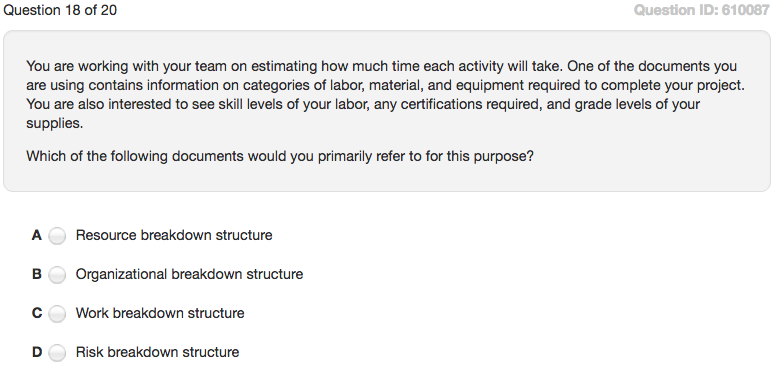 Question 18 of 20
Question ID: 610087
You are working with your team on estimating how much time each activity will take. One of the documents you
are using contains information on categories of labor, material, and equipment required to complete your project.
You are also interested to see skill levels of your labor, any certifications required, and grade levels of your
supplies.
Which of the following documents would you primarily refer to for this purpose?
A Resource breakdown structure
B Organizational breakdown structure
C Work breakdown structure
D Risk breakdown structure